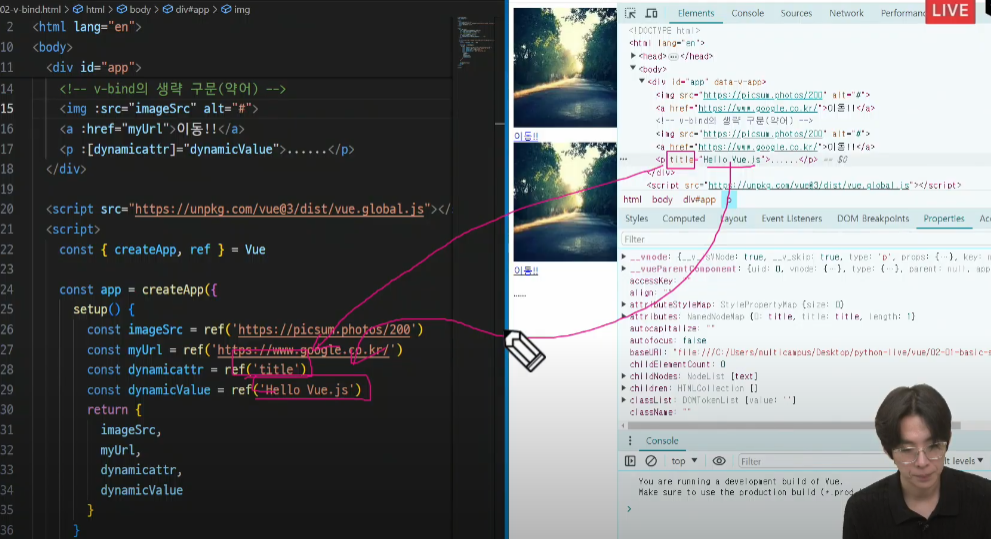 02-v-bind.html > html > body > div#app > img
2 <html lang="en">
10 <body>
11 <div id="app">
14 <!-- v-bind의 생략 구문(약어) -->
15 <img :src="imageSrc" alt="#">
16 <a :href="myUrl">이동!!</a>
17 <p :[dynamicattr]="dynamicValue">......</p>
18 </div>
19
20 <script src="https://unpkg.com/vue@3/dist/vue.global.js"></
21 <script>
22 const { createApp, ref } = Vue
23
24 const app = createApp({
25 setup() {
26 const imageSrc = ref('https://picsum.photos/200')
27 const myUrl = ref('https://www.google.co.kr/')
28 const dynamicattr = ref('title')
29 const dynamicValue = ref('Hello Vue.js')
30 return {
31 imageSrc,
32 myUrl,
33 dynamicattr,
34 dynamicValue
35 }
36 }
이동!!
이동!!
......
Elements Console Sources Network Performan
LIVE
<!DOCTYPE html>
<html lang="en">
<head>…</head>
<body>
<div id="app" data-v-app>
<img src="https://picsum.photos/200" alt="#">
<a href="https://www.google.co.kr/">이동!!</a>
<!-- v-bind의 생략 구문(약어) -->
<img src="https://picsum.photos/200" alt="#">
<a href="https://www.google.co.kr/">이동!!</a>
<p title="Hello Vue.js">......</p> == $0
</div>
<script src="https://unpkg.com/vue@3/dist/vue.global.js"></script>
html body div#app p
Styles Computed Layout Event Listeners DOM Breakpoints Properties Ac
Filter
__vnode: {__v_isVNode: true, __v_skip: true, type: 'p', props: {…}, key:
__vueParentComponent: {uid: 0, vnode: {…}, type: {…}, parent: null, app
accessKey: ""
align: ""
attributeStyleMap: StylePropertyMap {size: 0}
attributes: NamedNodeMap {0: title, title: title, length: 1}
autocapitalize: ""
autofocus: false
baseURI: "file:///C:/Users/multicampus/Desktop/python-live/vue/02-01-basic-s
childElementCount: 0
childNodes: NodeList [text]
children: HTMLCollection []
classList: DOMTokenList [value: '']
className: ""
Console
top Filter levels
You are running a development build of Vue.
Make sure to use the production build (*.prod